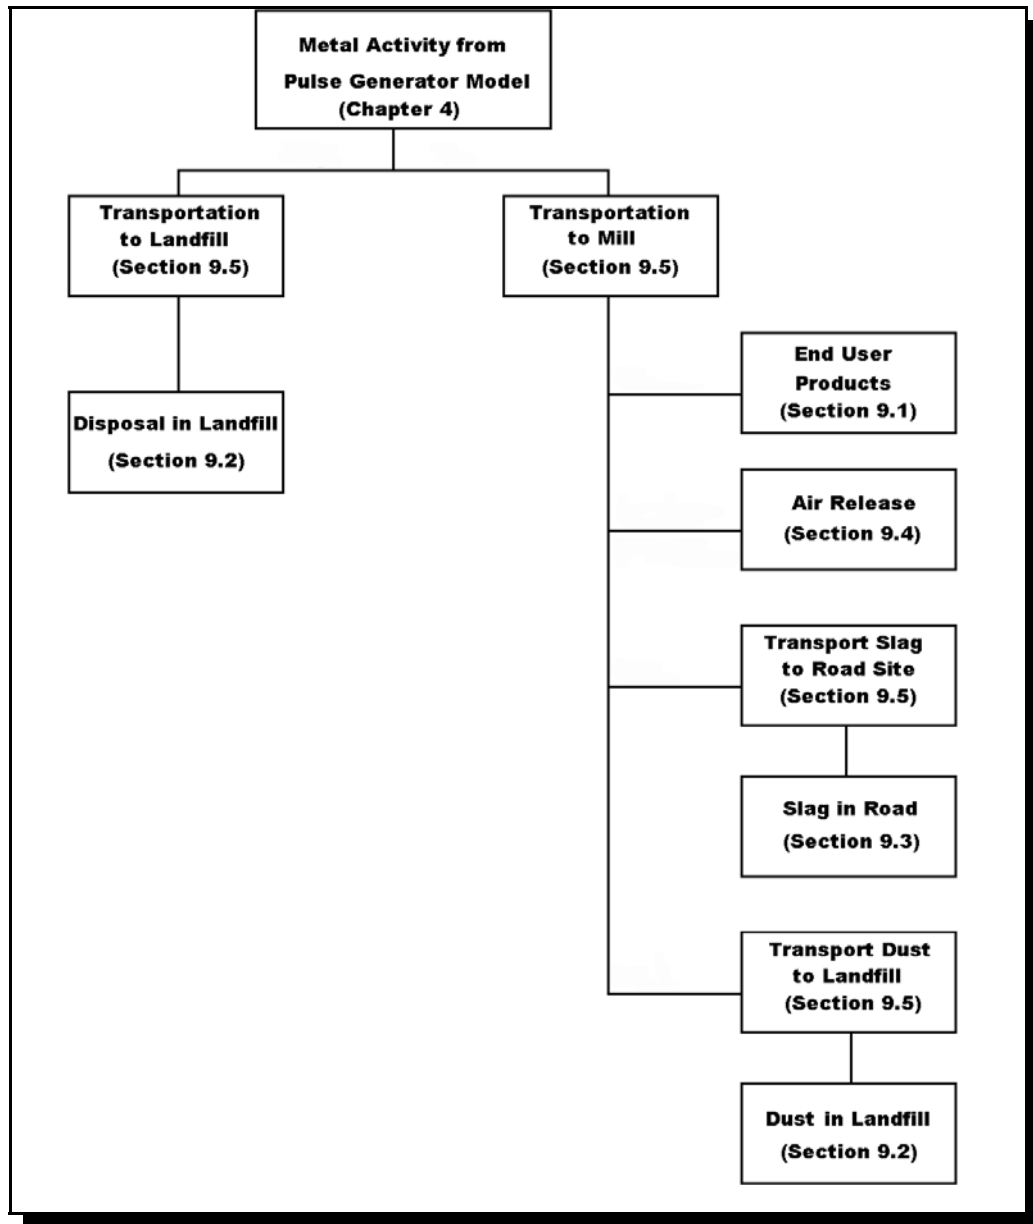 Metal Activity from
Pulse Generator Model
(Chapter 4)
Transportation
to Landfill
(Section 9.5)
Transportation
to Mill
(Section 9.5)
Disposal in Landfill
(Section 9.2)
End User
Products
(Section 9.1)
Air Release
(Section 9.4)
Transport Slag
to Road Site
(Section 9.5)
Slag in Road
(Section 9.3)
Transport Dust
to Landfill
(Section 9.5)
Dust in Landfill
(Section 9.2)